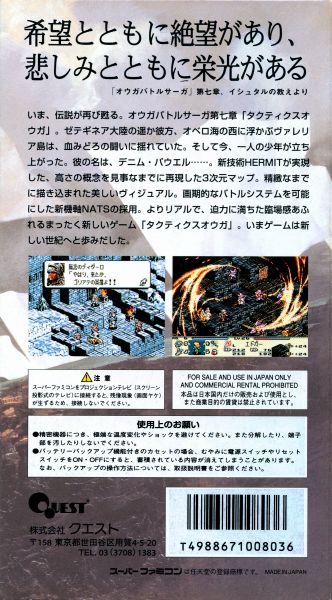 希望とともに絶望があり、
悲しみとともに栄光がある
「オウガバトルサーガ」第七章、イシュタルの教えより
いま、伝説が再び甦る。オウガバトルサーガ第七章「タクティクスオ
ウガ」。ゼテギネア大陸の遥か彼方、オベロ海の西に浮かぶヴァレリ
ア島は、血みどろの闘いに揺れていた。そして今、一人の少年が立ち
上がった。彼の名は、デニム・パウエル……。新技術HERMITが実現
した、高さの概念を見事なまでに再現した3次元マップ。精緻なまで
に描き込まれた美しいヴィジュアル。画期的なバトルシステムを可能
にした新機軸NATSの採用。よりリアルで、迫力に満ちた臨場感あふ
れるまったく新しいゲーム「タクティクスオウガ」。いまゲームは新
しい世紀へと歩みだした。
⚠注意
スーパーファミコンをプロジェクションテレビ（スクリーン
投影式のテレビ）に接続すると、残像現象（画面ヤケ）
が生ずるため、接続しないでください。
FOR SALE AND USE IN JAPAN ONLY
AND COMMERCIAL RENTAL PROHIBITED
本品は日本国内だけの販売および使用とし、
また商業目的の賃貸は禁止されています。
使用上のお願い
●精密機器につき、極端な温度変化やショックを避けてください。また分解したり、端子
部を汚したりしないでください。
●バッテリーバックアップ機能付きのカセットの場合、むやみに電源スイッチやリセット
スイッチをON・OFFにすると、蓄積されている内容が消えてしまうことがあります。
なお、バックアップの操作方法については、取扱説明書をご参照ください。
QUEST
株式会社 クエスト
〒158 東京都世田谷区用賀4-5-20
TEL. 03 (3708) 1383
T4988671008036
スーパーファミコンは任天堂の登録商標です。 MADE IN JAPAN